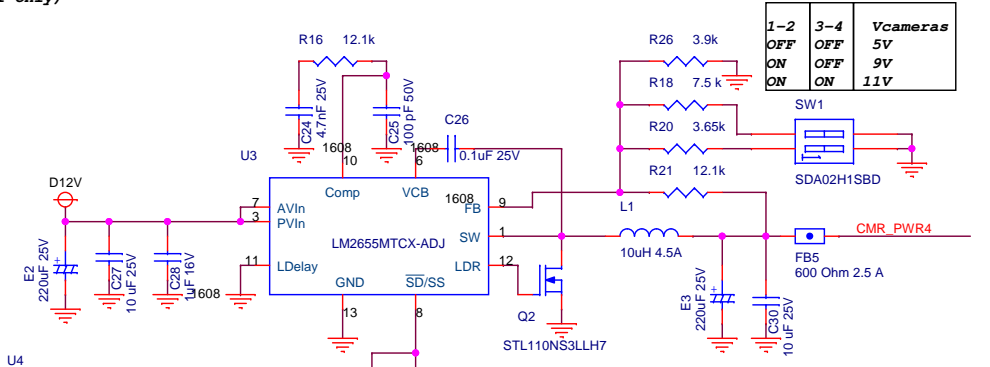 only)
1-2 3-4 Vcameras
OFF OFF 5V
ON OFF 9V
ON ON 11V
R16 12.1k
R26 3.9k
R18 7.5 k
C24
4.7nF 25V
C25
100 pF 50V
C26
0.1uF 25V
R20 3.65k
SW1
SDA02H1SBD
R21 12.1k
U3
1608
10
1608
6
D12V
Comp
VCB
1608
7
AVIn
3
PVIn
FB
9
LM2655MTCX-ADJ
SW
1
L1
10uH 4.5A
CMR_PWR4
FB5
600 Ohm 2.5 A
11
LDelay
LDR
12
E2
220uF 25V
C27
10 uF 25V
C28
1uF 16V
1608
GND
SD/SS
13
8
Q2
STL110NS3LLH7
E3
220uF 25V
C30
10 uF 25V
U4